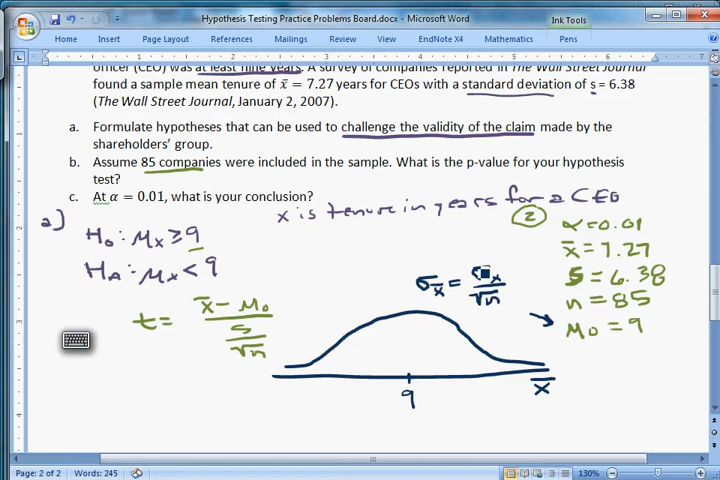 Hypothesis Testing Practice Problems Board.docx - Microsoft Word
Ink Tools
Home Insert Page Layout References Mailings Review View EndNote X4 Mathematics Pens
officer (CEO) was at least nine years. A survey of companies reported in The Wall Street Journal
found a sample mean tenure of x̄ = 7.27 years for CEOs with a standard deviation of s = 6.38
(The Wall Street Journal, January 2, 2007).
a. Formulate hypotheses that can be used to challenge the validity of the claim made by the
shareholders' group.
b. Assume 85 companies were included in the sample. What is the p-value for your hypothesis
test?
c. At α = 0.01, what is your conclusion?
x is tenure in years for a CEO
a)
H₀: μₓ ≥ 9
Hₐ: μₓ < 9
t = x̄ - μ₀ / s / √n
②
α = 0.01
x̄ = 7.27
s = 6.38
n = 85
μ₀ = 9
σx̄ = x / √n
9
x̄
Page: 2 of 2 Words: 245 130%